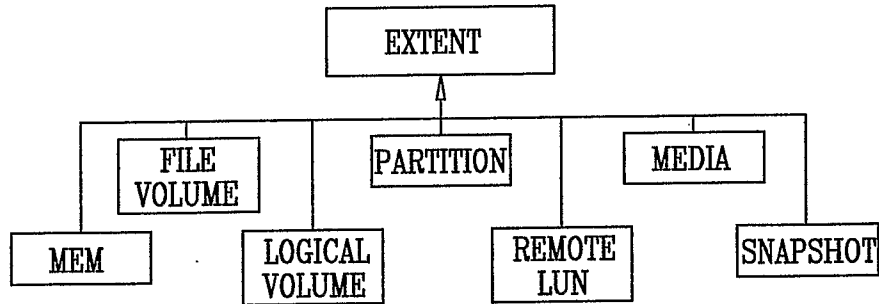 EXTENT
FILE
VOLUME
PARTITION
MEDIA
MEM
LOGICAL
VOLUME
REMOTE
LUN
SNAPSHOT